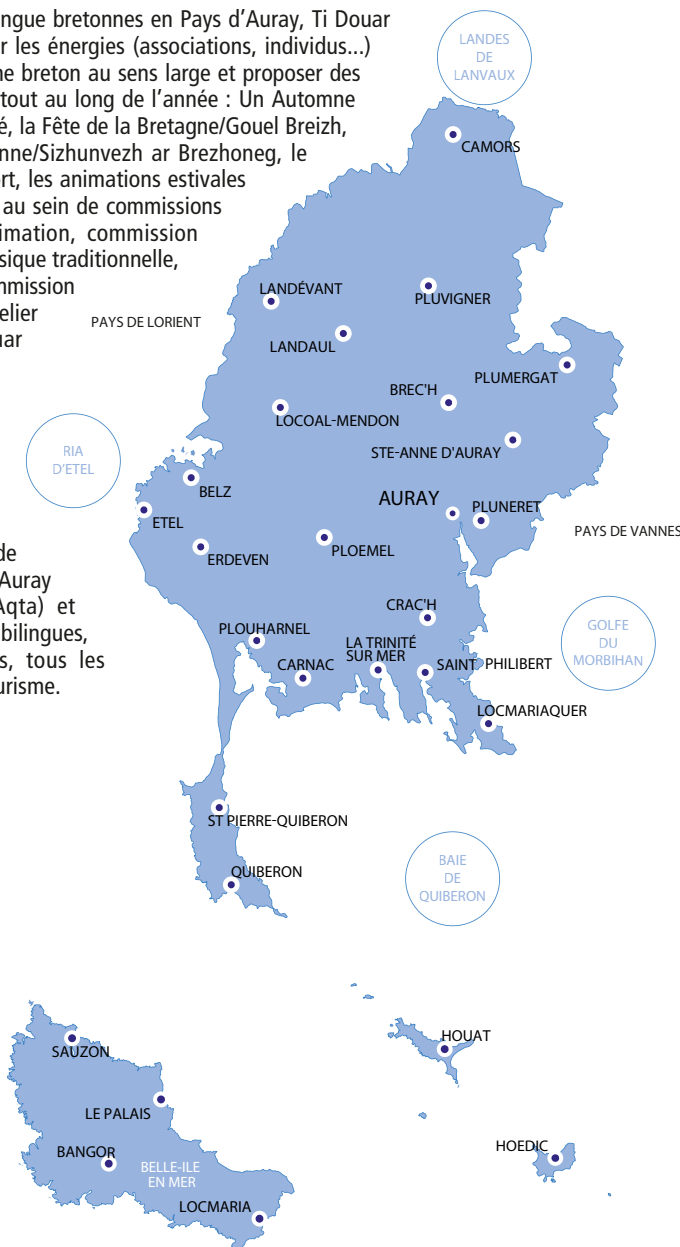 ngue bretonnes en Pays d'Auray, Ti Douar
r les énergies (associations, individus...)
ne breton au sens large et proposer des
tout au long de l'année : Un Automne
é, la Fête de la Bretagne/Gouel Breizh,
nne/Sizhunvezh ar Brezhoneg, le
rt, les animations estivales
au sein de commissions
imation, commission
sique traditionnelle,
mmission
elier
uar
de
Auray
Aqta) et
bilingues,
s, tous les
urisme.
LANDES
DE
LANVAUX
CAMORS
LANDÉVANT
PLUVIGNER
PAYS DE LORIENT
LANDAUL
PLUMERGAT
BREC'H
LOCOAL-MENDON
STE-ANNE D'AURAY
RIA
D'ETEL
BELZ
AURAY
PLUNERET
ETEL
PAYS DE VANNES
PLOEMEL
ERDEVEN
CRAC'H
PLOUHARNEL
LA TRINITÉ
SUR MER
GOLFE
DU
MORBIHAN
CARNAC
SAINT PHILIBERT
LOCMARIAQUER
ST PIERRE-QUIBERON
QUIBERON
BAIE
DE
QUIBERON
HOUAT
SAUZON
LE PALAIS
HOEDIC
BANGOR
BELLE-ILE
EN MER
LOCMARIA